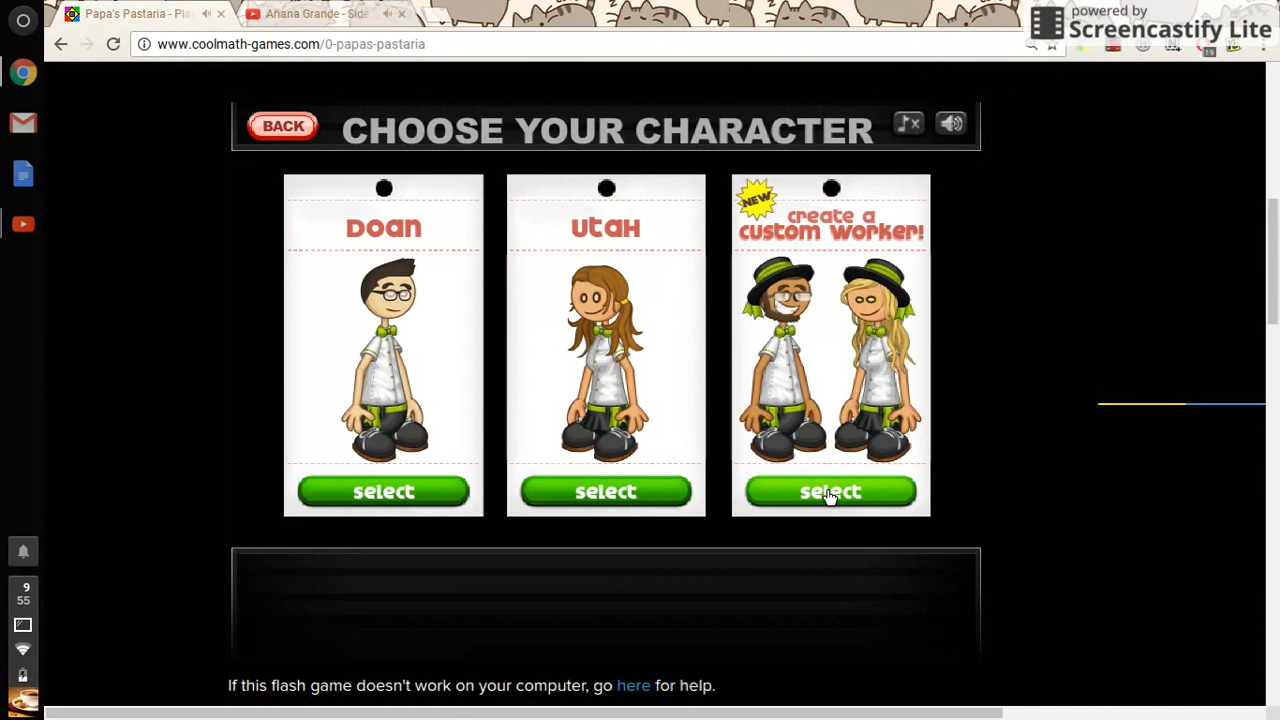 Papa's Pastaria - Pla
Ariana Grande - Side
powered by
Screencastify Lite
www.coolmath-games.com/0-papas-pastaria
19
BACK
CHOOSE YOUR CHARACTER
Doan
Utah
NEW
create a
custom worker!
select
select
select
9
55
If this flash game doesn't work on your computer, go here for help.